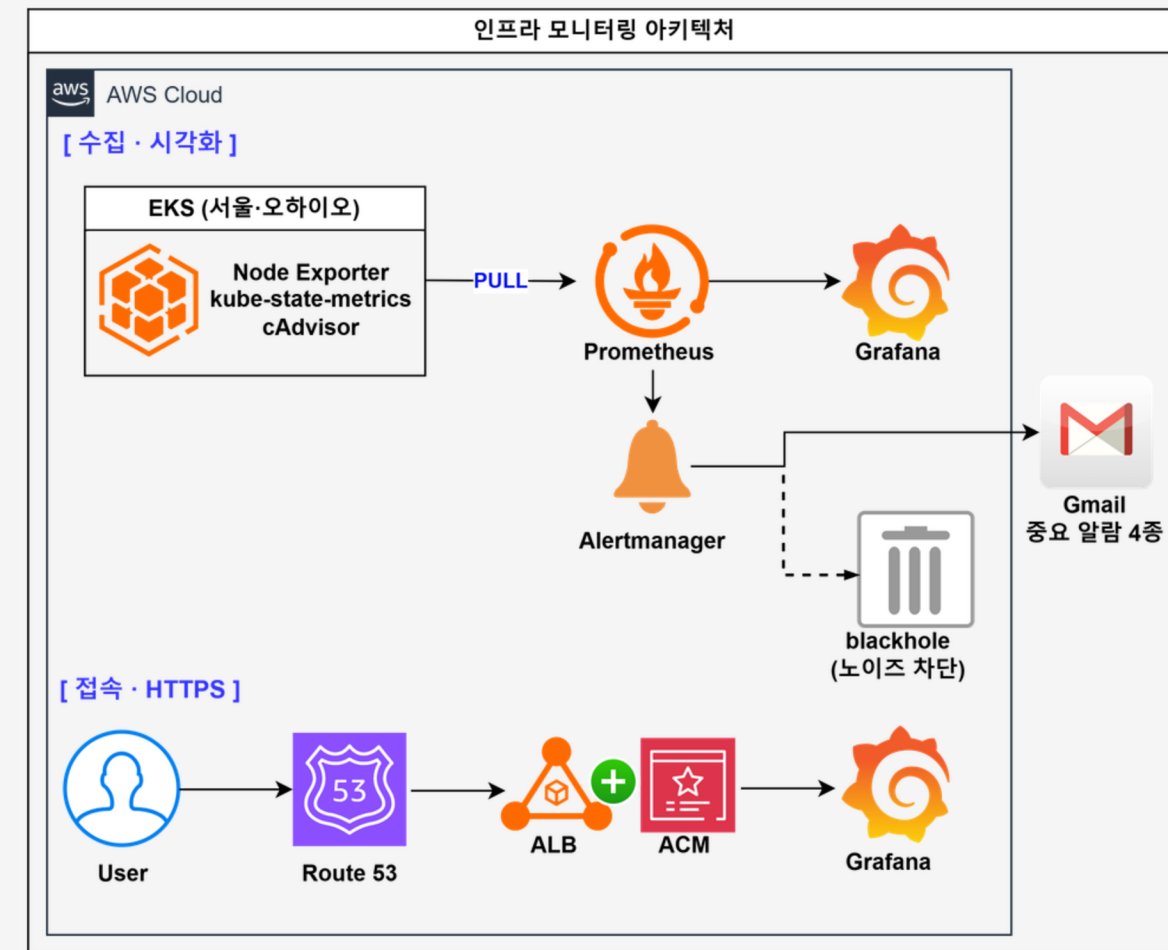 인프라 모니터링 아키텍처
aws
AWS Cloud
[ 수집 · 시각화 ]
EKS (서울·오하이오)
Node Exporter
kube-state-metrics
cAdvisor
PULL
Prometheus
Grafana
Alertmanager
Gmail
중요 알람 4종
blackhole
(노이즈 차단)
[ 접속 · HTTPS ]
53
User
Route 53
ALB
ACM
Grafana